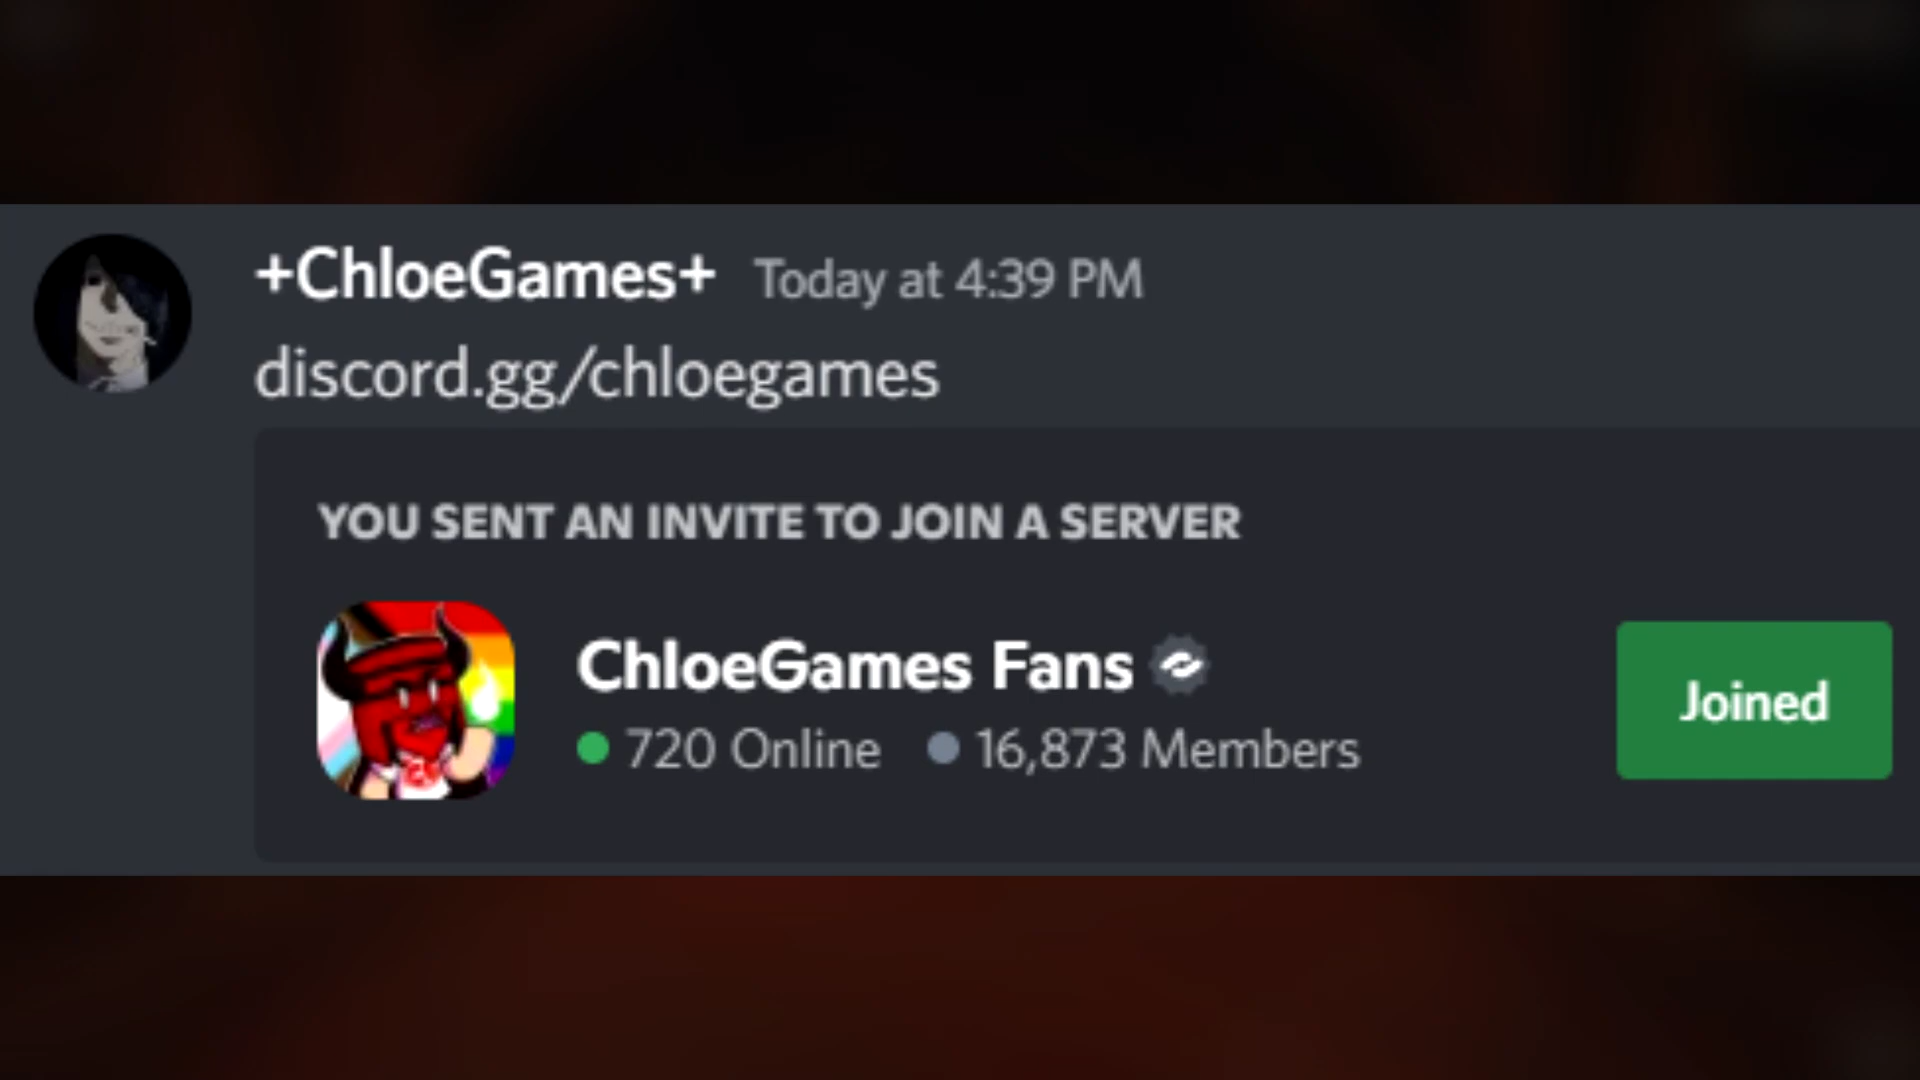 +ChloeGames+ Today at 4:39 PM
discord.gg/chloegames
YOU SENT AN INVITE TO JOIN A SERVER
ChloeGames Fans
720 Online 16,873 Members
Joined